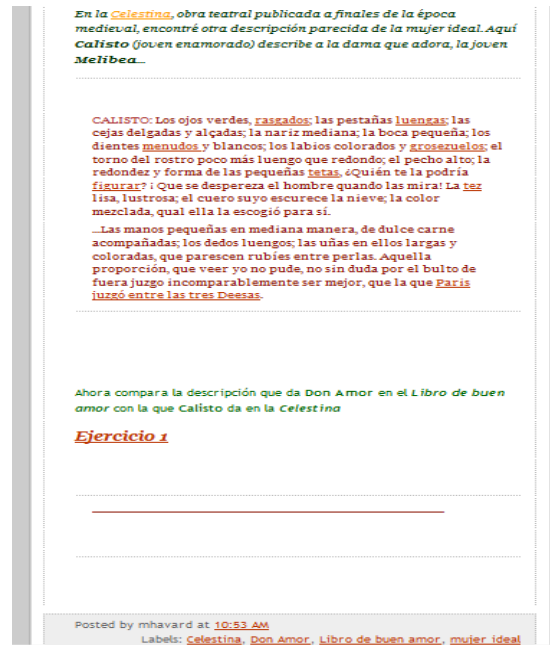 En la Celestina, obra teatral publicada a finales de la época
medieval, encontré otra descripción parecida de la mujer ideal. Aquí
Calisto (joven enamorado) describe a la dama que adora, la joven
Melibea...
CALISTO: Los ojos verdes, rasgados; las pestañas luengas; las
cejas delgadas y alçadas; la nariz mediana; la boca pequeña; los
dientes menudos y blancos; los labios colorados y grosezuelos; el
torno del rostro poco más luengo que redondo; el pecho alto; la
redondez y forma de las pequeñas tetas, ¿Quién te la podría
figurar? ¡ Que se despereza el hombre quando las mira! La tez
lisa, lustrosa; el cuero suyo escurece la nieve; la color
mezclada, qual ella la escogió para sí.
...Las manos pequeñas en mediana manera, de dulce carne
acompañadas; los dedos luengos; las uñas en ellos largas y
coloradas, que parescen rubíes entre perlas. Aquella
proporción, que veer yo no pude, no sin duda por el bulto de
fuera juzgo incomparablemente ser mejor, que la que Paris
juzgó entre las tres Deesas.
Ahora compara la descripción que da Don Amor en el Libro de buen
amor con la que Calisto da en la Celestina
Ejercicio 1
Posted by mhavard at 10:53 AM
Labels: Celestina, Don Amor, Libro de buen amor, mujer ideal